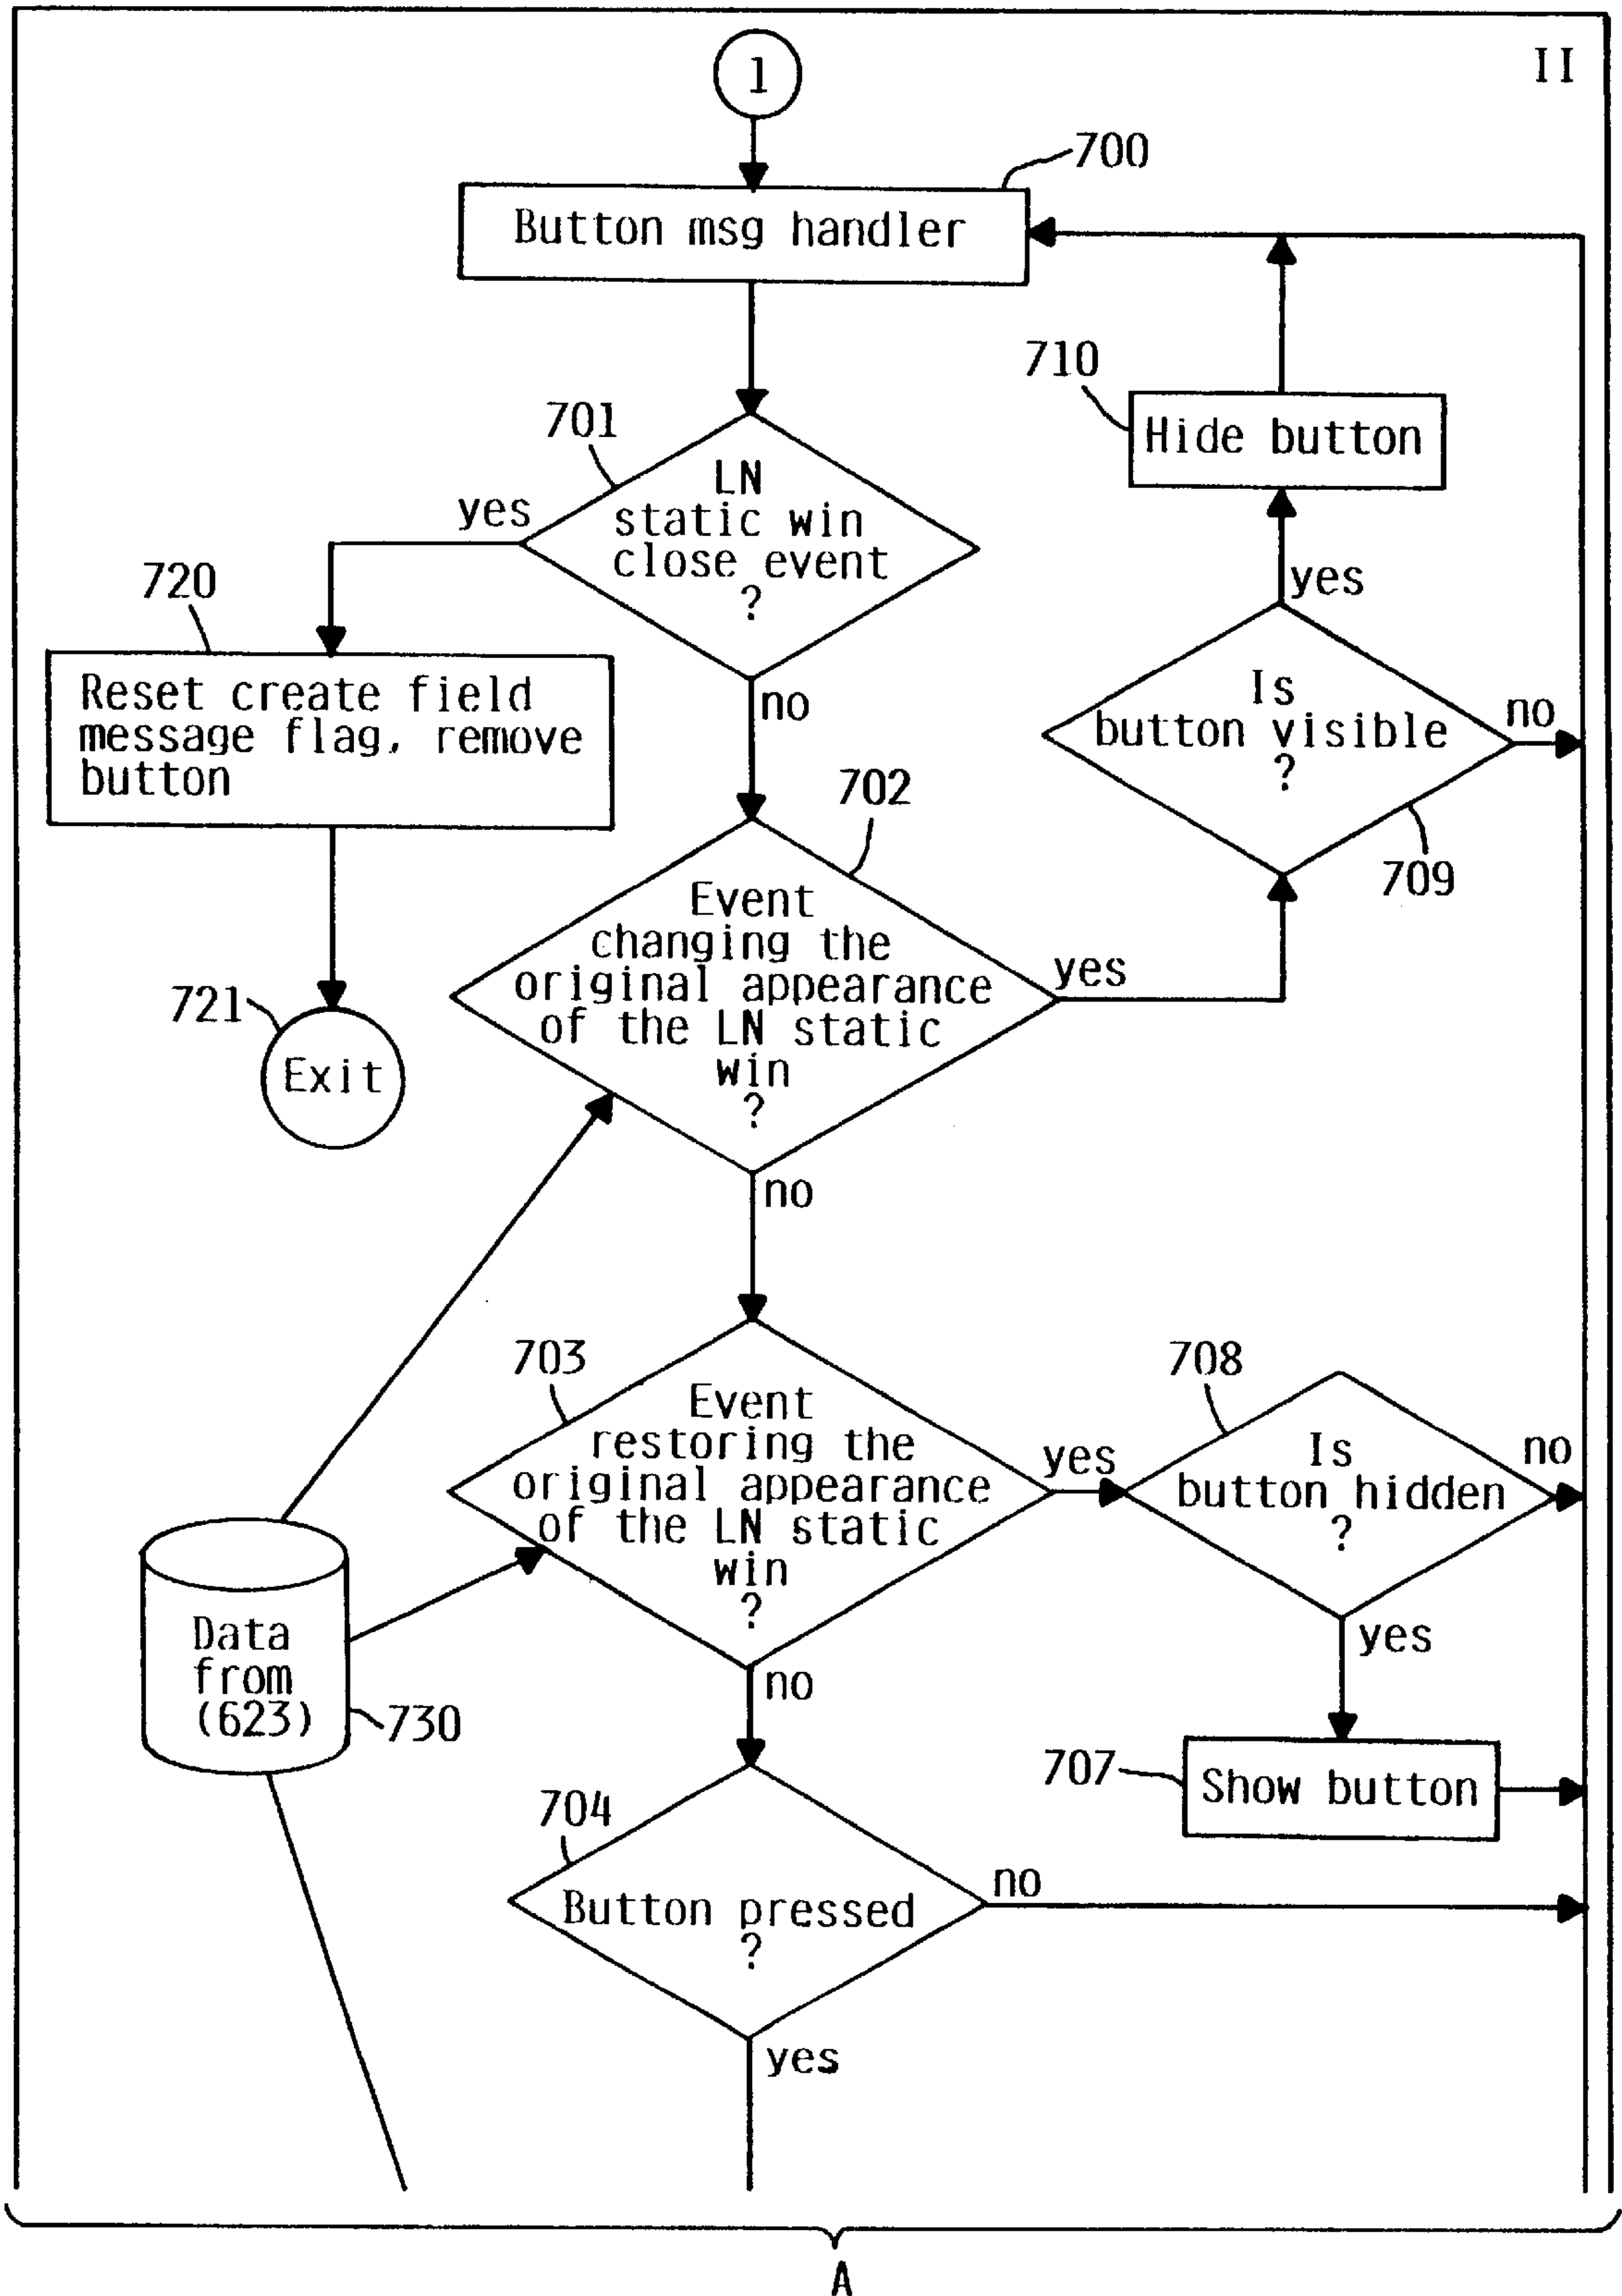 II
1
700
Button msg handler
710
Hide button
701
LN
static win
close event
?
yes
no
720
Reset create field
message flag, remove
button
721
Exit
yes
Is
button visible
?
no
709
702
Event
changing the
original appearance
of the LN static
win
?
yes
no
703
Event
restoring the
original appearance
of the LN static
win
?
yes
no
708
Is
button hidden
?
no
yes
Data
from
(623)
730
707
Show button
704
Button pressed
?
no
yes
A